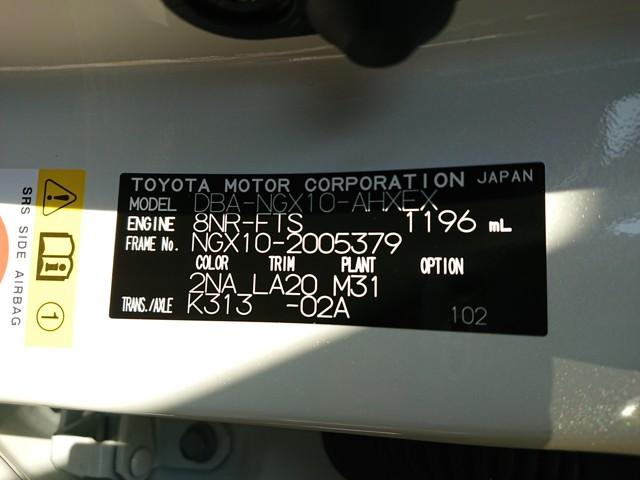 TOYOTA MOTOR CORPORATION JAPAN
MODEL DBA-NGX10-AHXEX
ENGINE 8NR-FTS 1196 mL
FRAME No. NGX10-2005379
COLOR TRIM PLANT OPTION
2NA LA20 M31
TRANS./AXLE K313 -02A
102
SRS SIDE AIRBAG
1